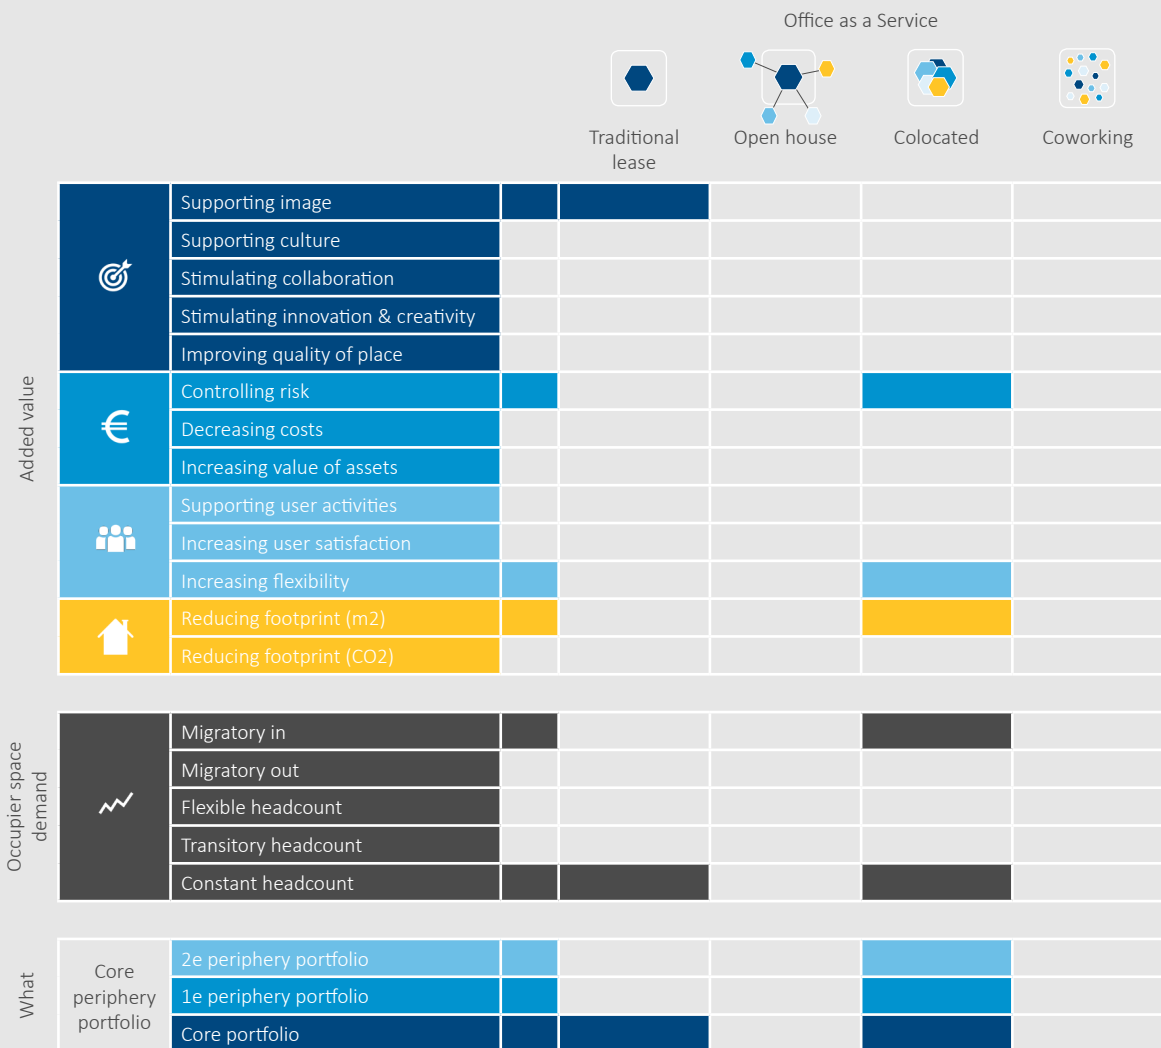 Office as a Service
Traditional
lease
Open house
Colocated
Coworking
Added value
Supporting image
Supporting culture
Stimulating collaboration
Stimulating innovation & creativity
Improving quality of place
€
Controlling risk
Decreasing costs
Increasing value of assets
Supporting user activities
Increasing user satisfaction
Increasing flexibility
Reducing footprint (m2)
Reducing footprint (CO2)
Occupier space
demand
Migratory in
Migratory out
Flexible headcount
Transitory headcount
Constant headcount
What
Core
periphery
portfolio
2e periphery portfolio
1e periphery portfolio
Core portfolio